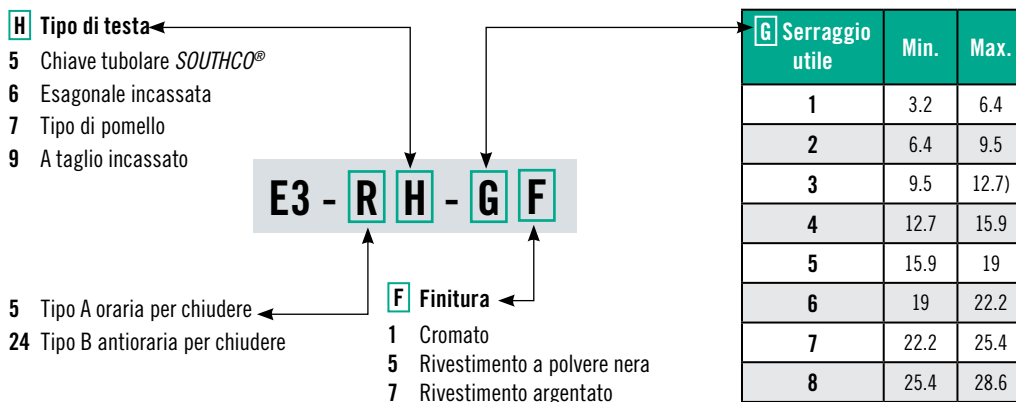 H Tipo di testa
5 Chiave tubolare SOUTHCO®
6 Esagonale incassata
7 Tipo di pomello
9 A taglio incassato
E3 - R H - G F
5 Tipo A oraria per chiudere
24 Tipo B antioraria per chiudere
F Finitura
1 Cromato
5 Rivestimento a polvere nera
7 Rivestimento argentato
G Serraggio utile Min. Max.
1 3.2 6.4
2 6.4 9.5
3 9.5 12.7)
4 12.7 15.9
5 15.9 19
6 19 22.2
7 22.2 25.4
8 25.4 28.6